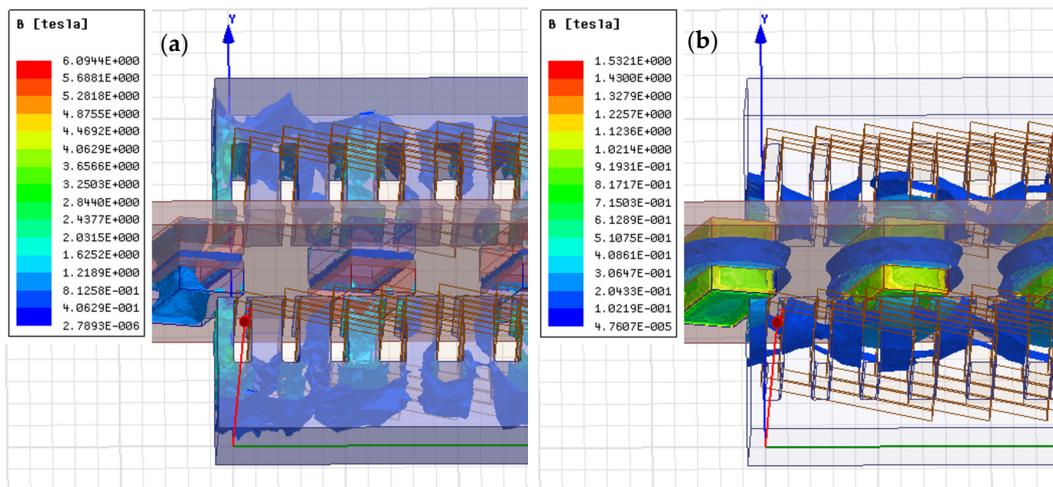 B [tesla]
6.0944E+000
5.6881E+000
5.2818E+000
4.8755E+000
4.4692E+000
4.0629E+000
3.6566E+000
3.2503E+000
2.8440E+000
2.4377E+000
2.0315E+000
1.6252E+000
1.2189E+000
8.1258E-001
4.0629E-001
2.7893E-006
Y
(a)
B [tesla]
1.5321E+000
1.4300E+000
1.3279E+000
1.2257E+000
1.1236E+000
1.0214E+000
9.1931E-001
8.1717E-001
7.1503E-001
6.1289E-001
5.1075E-001
4.0861E-001
3.0647E-001
2.0433E-001
1.0219E-001
4.7607E-005
Y
(b)